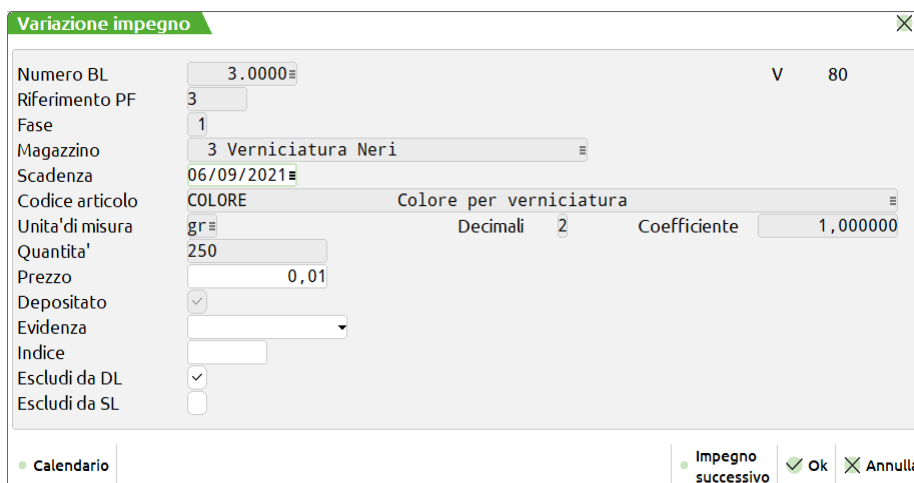 Variazione impegno
Numero BL 3.0000 V 80
Riferimento PF 3
Fase 1
Magazzino 3 Verniciatura Neri
Scadenza 06/09/2021
Codice articolo COLORE Colore per verniciatura
Unita'di misura gr Decimali 2 Coefficiente 1,000000
Quantita' 250
Prezzo 0,01
Depositato
Evidenza
Indice
Escludi da DL
Escludi da SL
Calendario Impegno successivo Ok Annulla